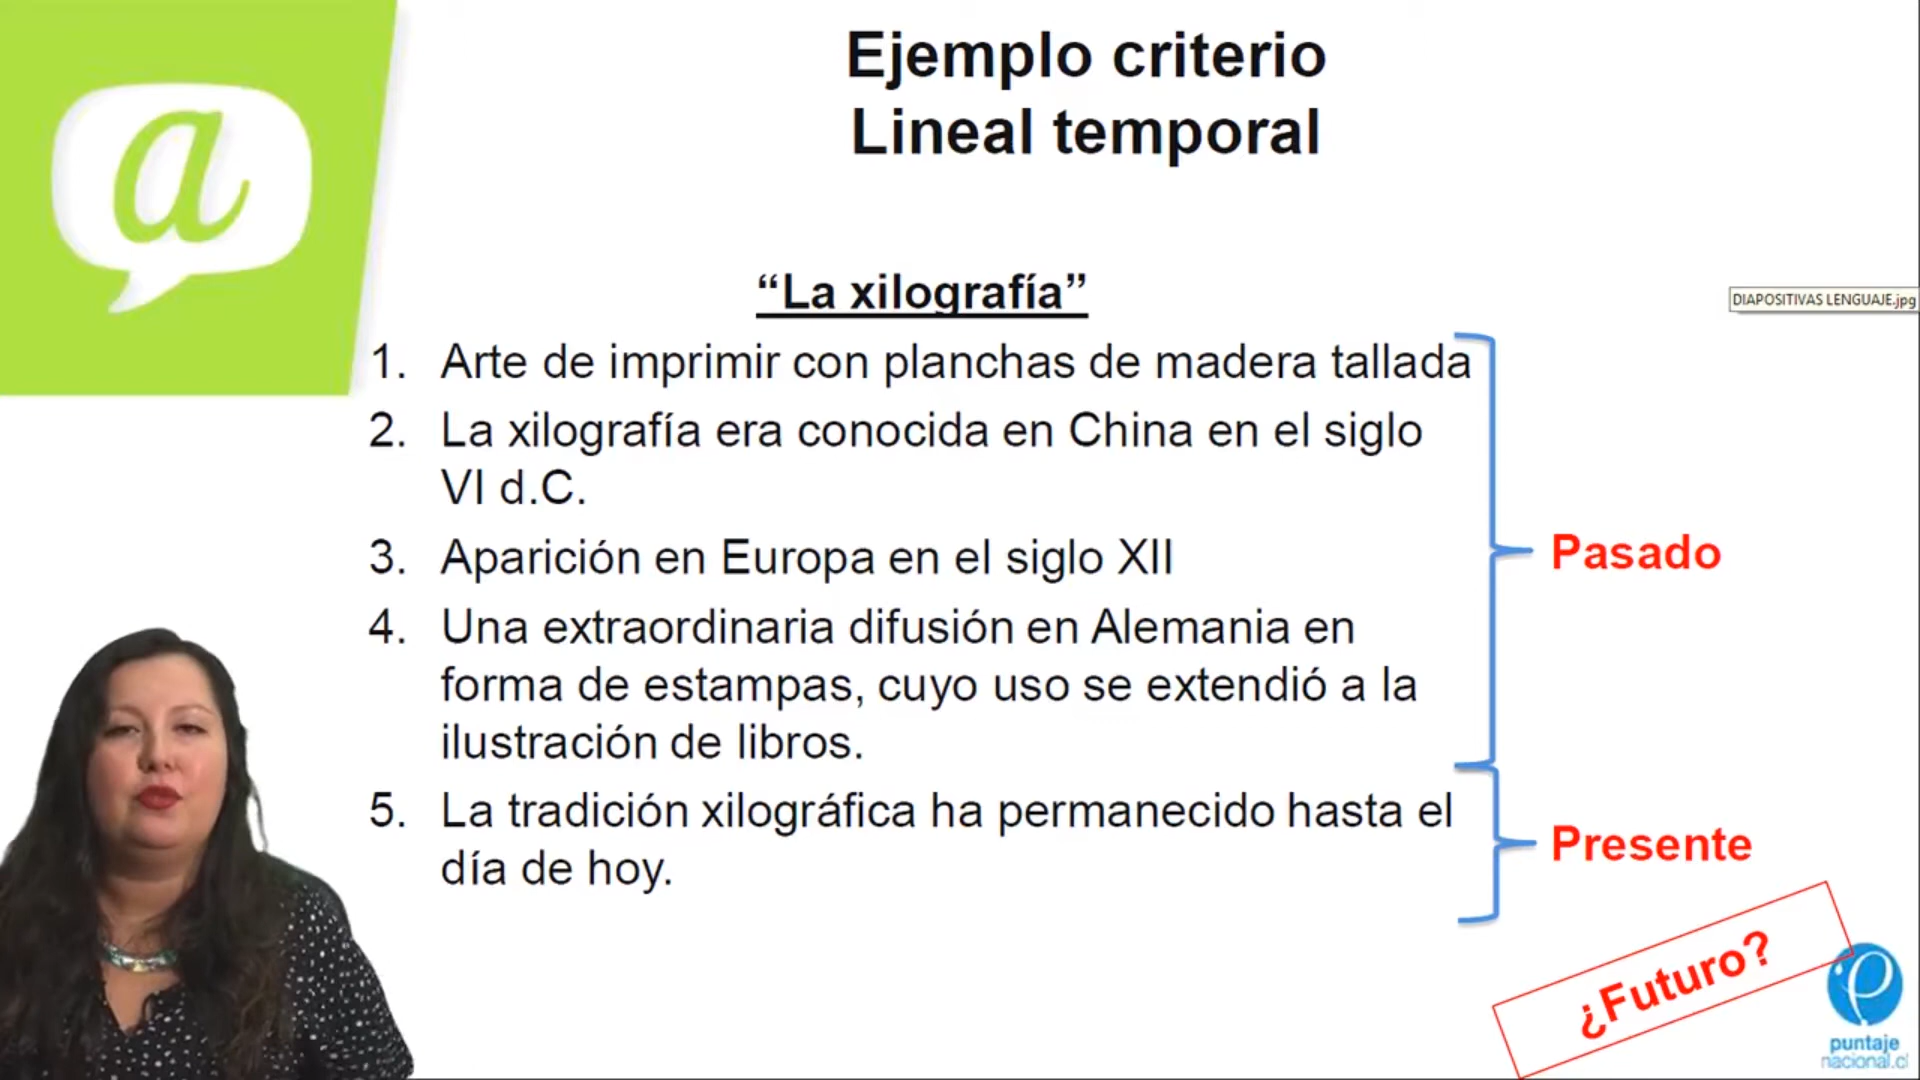 a
Ejemplo criterio
Lineal temporal
“La xilografía”
DIAPOSITIVAS LENGUAJE.jpg
1. Arte de imprimir con planchas de madera tallada
2. La xilografía era conocida en China en el siglo
VI d.C.
3. Aparición en Europa en el siglo XII
4. Una extraordinaria difusión en Alemania en
forma de estampas, cuyo uso se extendió a la
ilustración de libros.
Pasado
5. La tradición xilográfica ha permanecido hasta el
día de hoy.
Presente
¿Futuro?
puntaje
nacional.cl